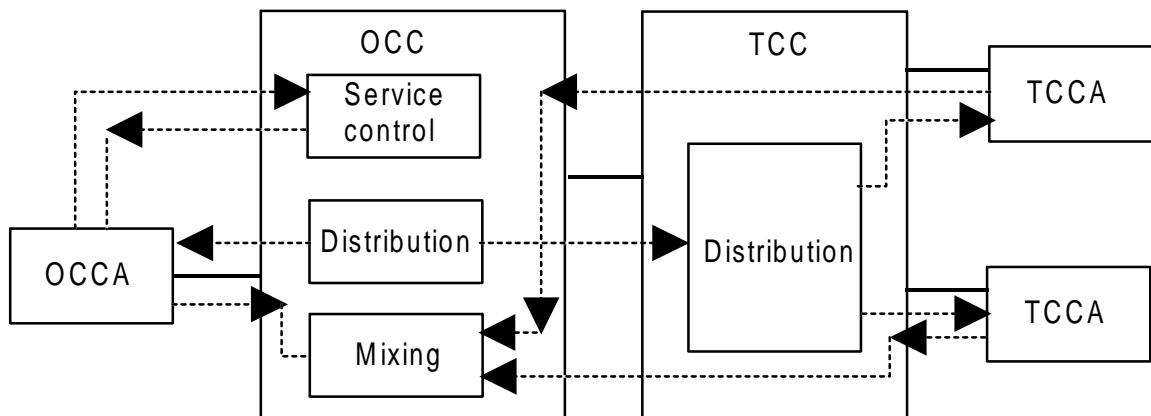 OCC
TCC
Service
control
TCCA
Distribution
Distribution
OCCA
TCCA
Mixing